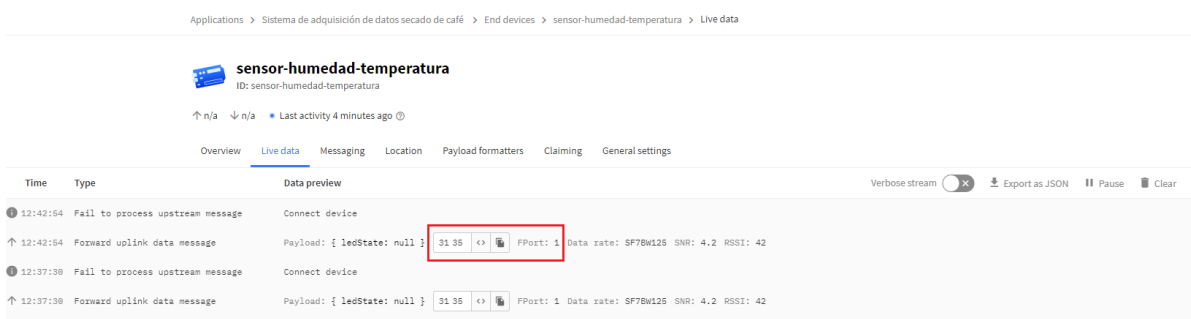 Applications > Sistema de adquisición de datos secado de café > End devices > sensor-humedad-temperatura > Live data
sensor-humedad-temperatura
ID: sensor-humedad-temperatura
↑ n/a ↓ n/a • Last activity 4 minutes ago
Overview Live data Messaging Location Payload formatters Claiming General settings
Time Type Data preview Verbose stream Export as JSON Pause Clear
12:42:54 Fail to process upstream message Connect device
↑ 12:42:54 Forward uplink data message Payload: { ledState: null } 31 35 <> FPort: 1 Data rate: SF7BW125 SNR: 4.2 RSSI: 42
12:37:30 Fail to process upstream message Connect device
↑ 12:37:30 Forward uplink data message Payload: { ledState: null } 31 35 <> FPort: 1 Data rate: SF7BW125 SNR: 4.2 RSSI: 42